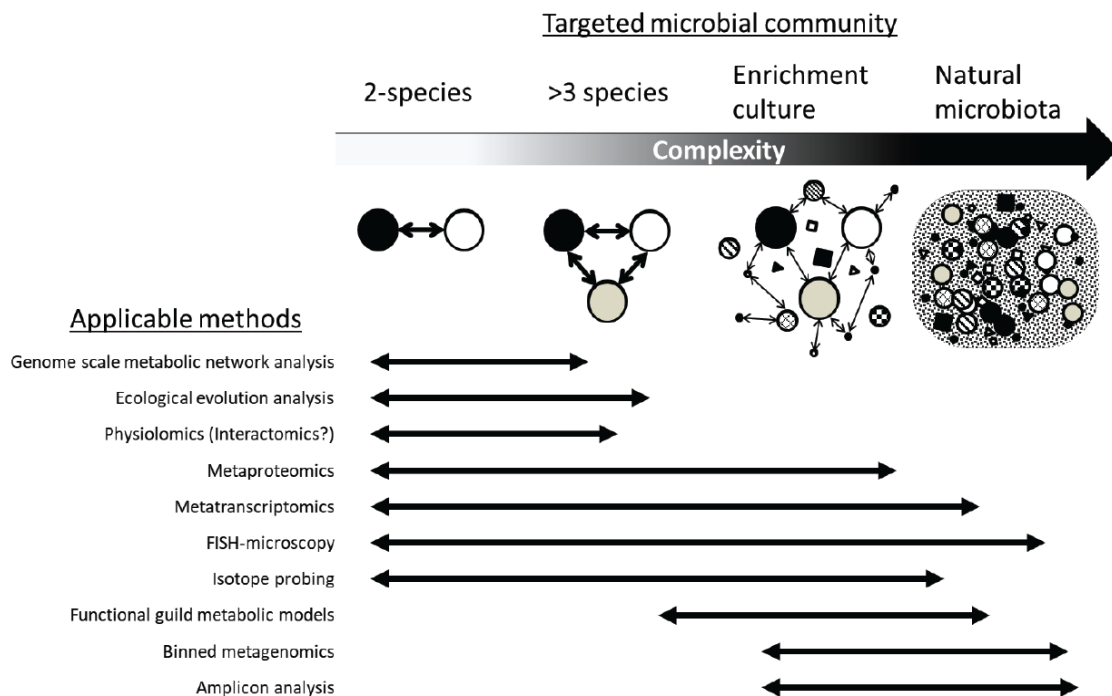 Targeted microbial community
2-species
>3 species
Enrichment
culture
Natural
microbiota
Complexity
Applicable methods
Genome scale metabolic network analysis
Ecological evolution analysis
Physiolomics (Interactomics?)
Metaproteomics
Metatranscriptomics
FISH-microscopy
Isotope probing
Functional guild metabolic models
Binned metagenomics
Amplicon analysis